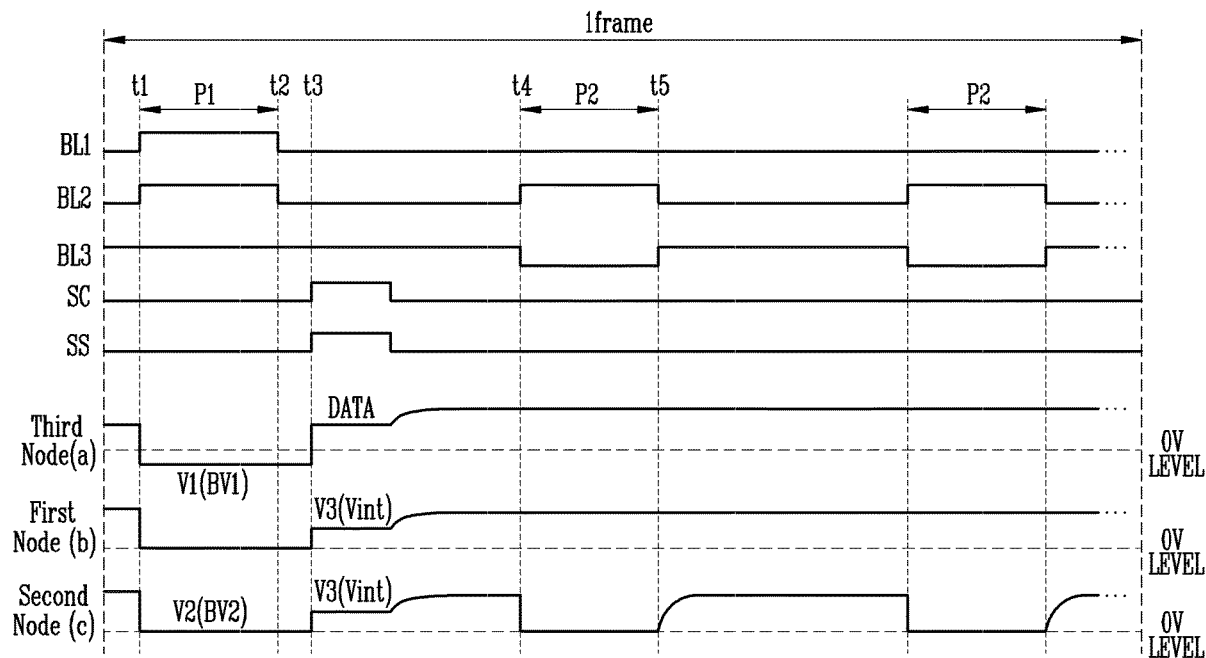 1frame
t1 P1 t2 t3 t4 P2 t5 P2
BL1 ...
BL2 ...
BL3 ...
SC
SS
DATA ...
Third
Node(a)
V1(BV1)
0V
LEVEL
First
Node (b)
V3(Vint) ...
0V
LEVEL
Second
Node (c)
V2(BV2)
V3(Vint) ...
0V
LEVEL